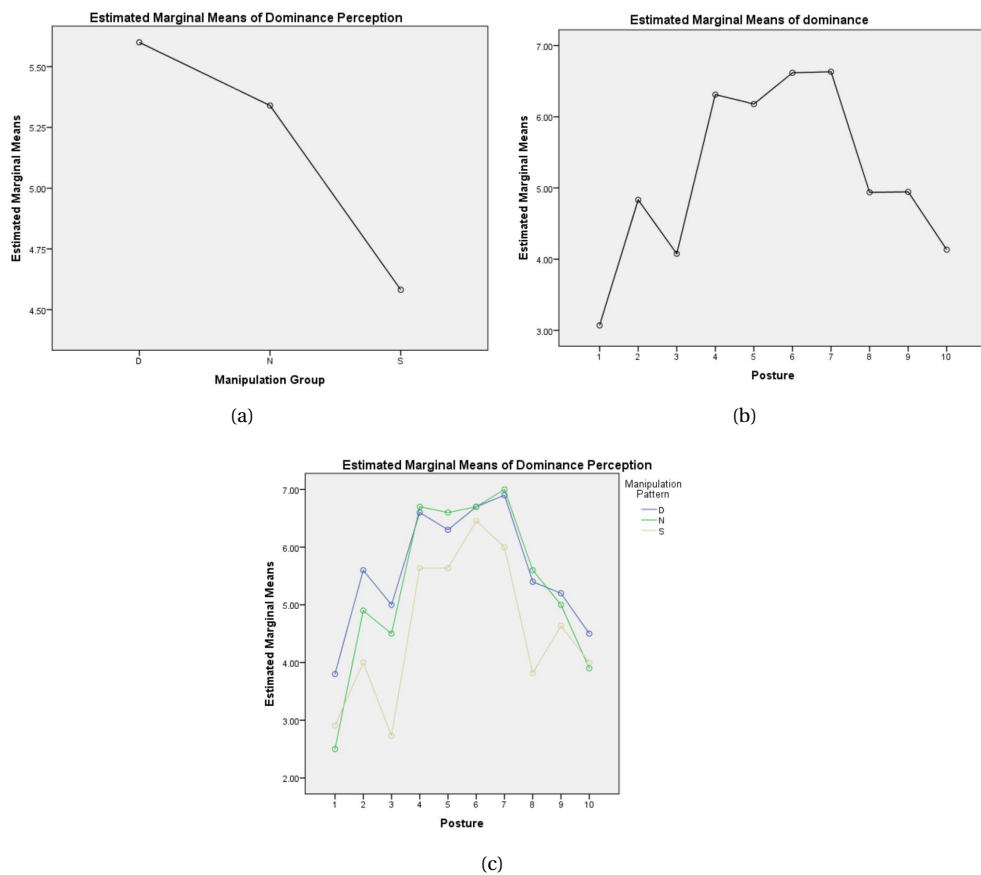 Estimated Marginal Means of Dominance Perception
Estimated Marginal Means
5.50
5.25
5.00
4.75
4.50
D N S
Manipulation Group
(a)
Estimated Marginal Means of dominance
Estimated Marginal Means
7.00
6.00
5.00
4.00
3.00
1 2 3 4 5 6 7 8 9 10
Posture
(b)
Estimated Marginal Means of Dominance Perception
Estimated Marginal Means
7.00
6.00
5.00
4.00
3.00
2.00
1 2 3 4 5 6 7 8 9 10
Posture
Manipulation
Pattern
D
N
S
(c)